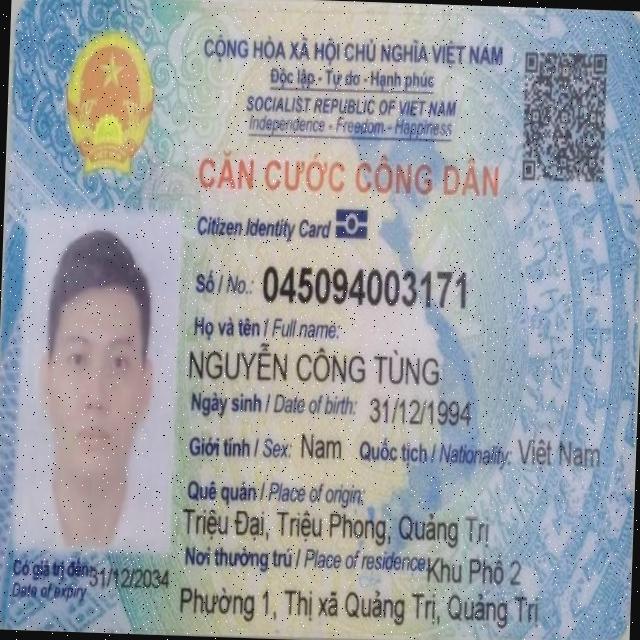 CỘNG HÒA XÃ HỘI CHỦ NGHĨA VIỆT NAM
Độc lập - Tự do - Hạnh phúc
SOCIALIST REPUBLIC OF VIET NAM
Independence - Freedom - Happiness
CĂN CƯỚC CÔNG DÂN
Citizen Identity Card
Số / No.: 045094003171
Họ và tên / Full name:
NGUYỄN CÔNG TÙNG
Ngày sinh / Date of birth: 31/12/1994
Giới tính / Sex: Nam Quốc tịch / Nationality: Việt Nam
Quê quán / Place of origin:
Triệu Đại, Triệu Phong, Quảng Trị
Nơi thường trú / Place of residence: Khu Phố 2
Phường 1, Thị xã Quảng Trị, Quảng Trị
Có giá trị đến: 31/12/2034
Date of expiry